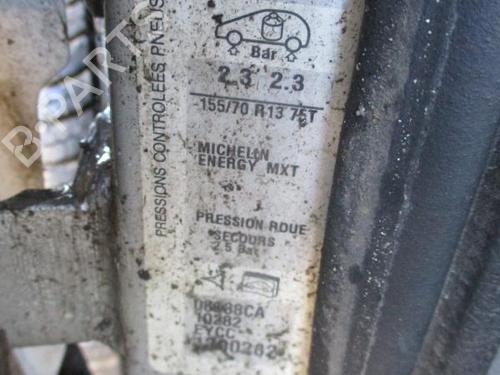 PRESSIONS CONTROLEES PNEUS
Bar
2.3 2.3
155/70 R13 75T
MICHELIN
ENERGY MXT
PRESSION ROUE
SECOURS
2.5 Bar
10282
EYCC